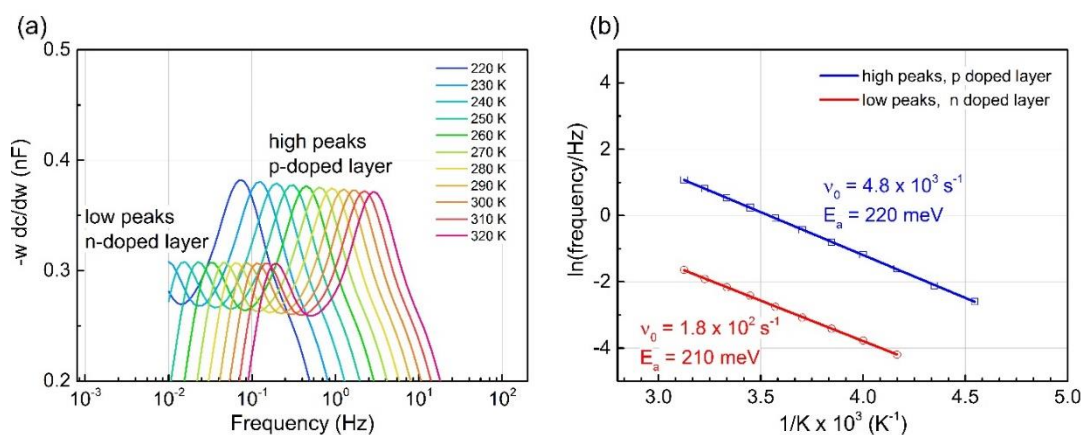 (a)
0.5
0.4
0.3
0.2
-w dc/dw (nF)
10⁻³
10⁻²
10⁻¹
10⁰
10¹
10²
Frequency (Hz)
high peaks
p-doped layer
low peaks
n-doped layer
220 K
230 K
240 K
250 K
260 K
270 K
280 K
290 K
300 K
310 K
320 K
(b)
4
2
0
-2
-4
ln(frequency/Hz)
3.0
3.5
4.0
4.5
5.0
1/K x 10³ (K⁻¹)
high peaks, p doped layer
low peaks, n doped layer
ν₀ = 4.8 x 10³ s⁻¹
Eₐ = 220 meV
ν₀ = 1.8 x 10² s⁻¹
Eₐ = 210 meV